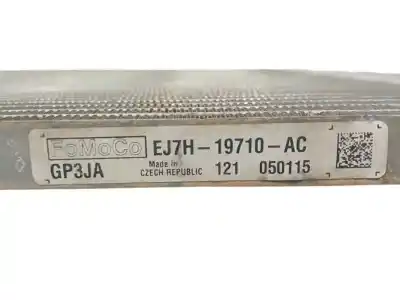 FoMoCo EJ7H-19710-AC
GP3JA Made in CZECH REPUBLIC 121 050115